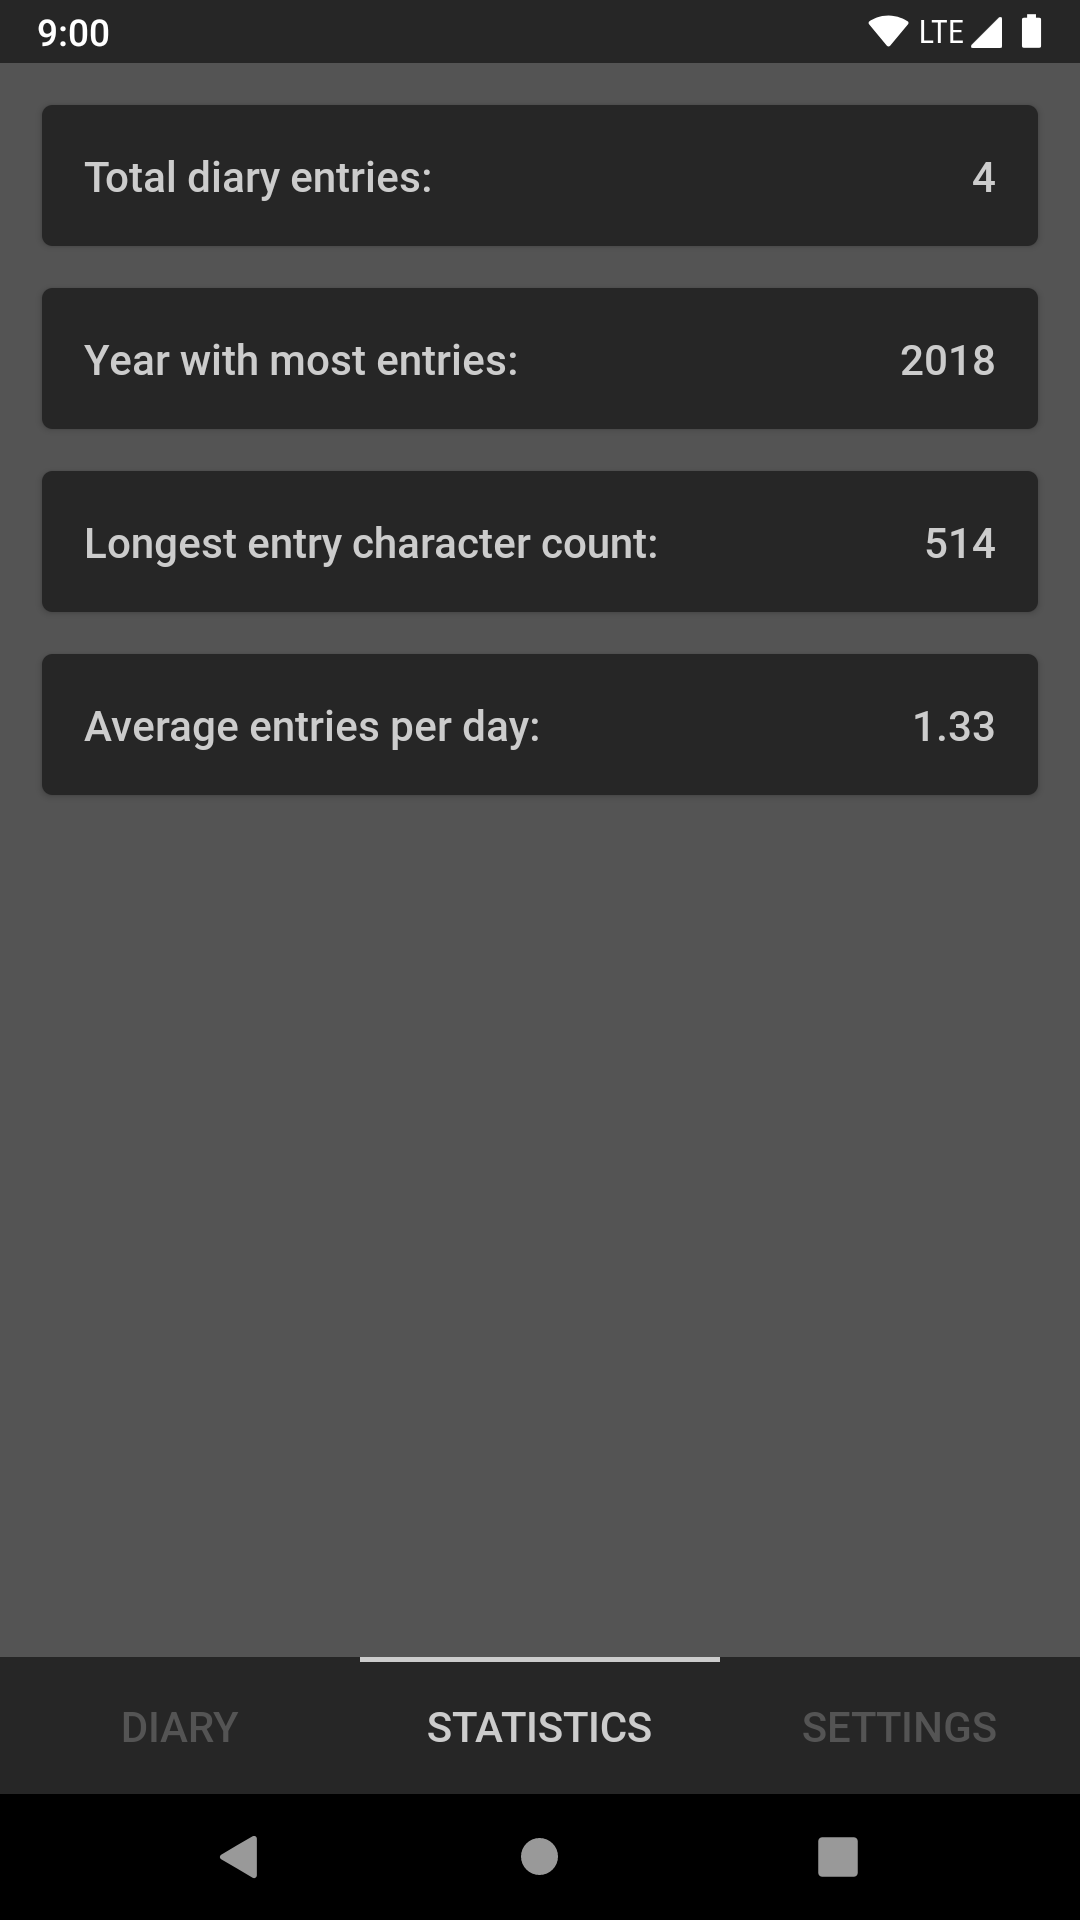 9:00 LTE
Total diary entries: 4
Year with most entries: 2018
Longest entry character count: 514
Average entries per day: 1.33
DIARY STATISTICS SETTINGS